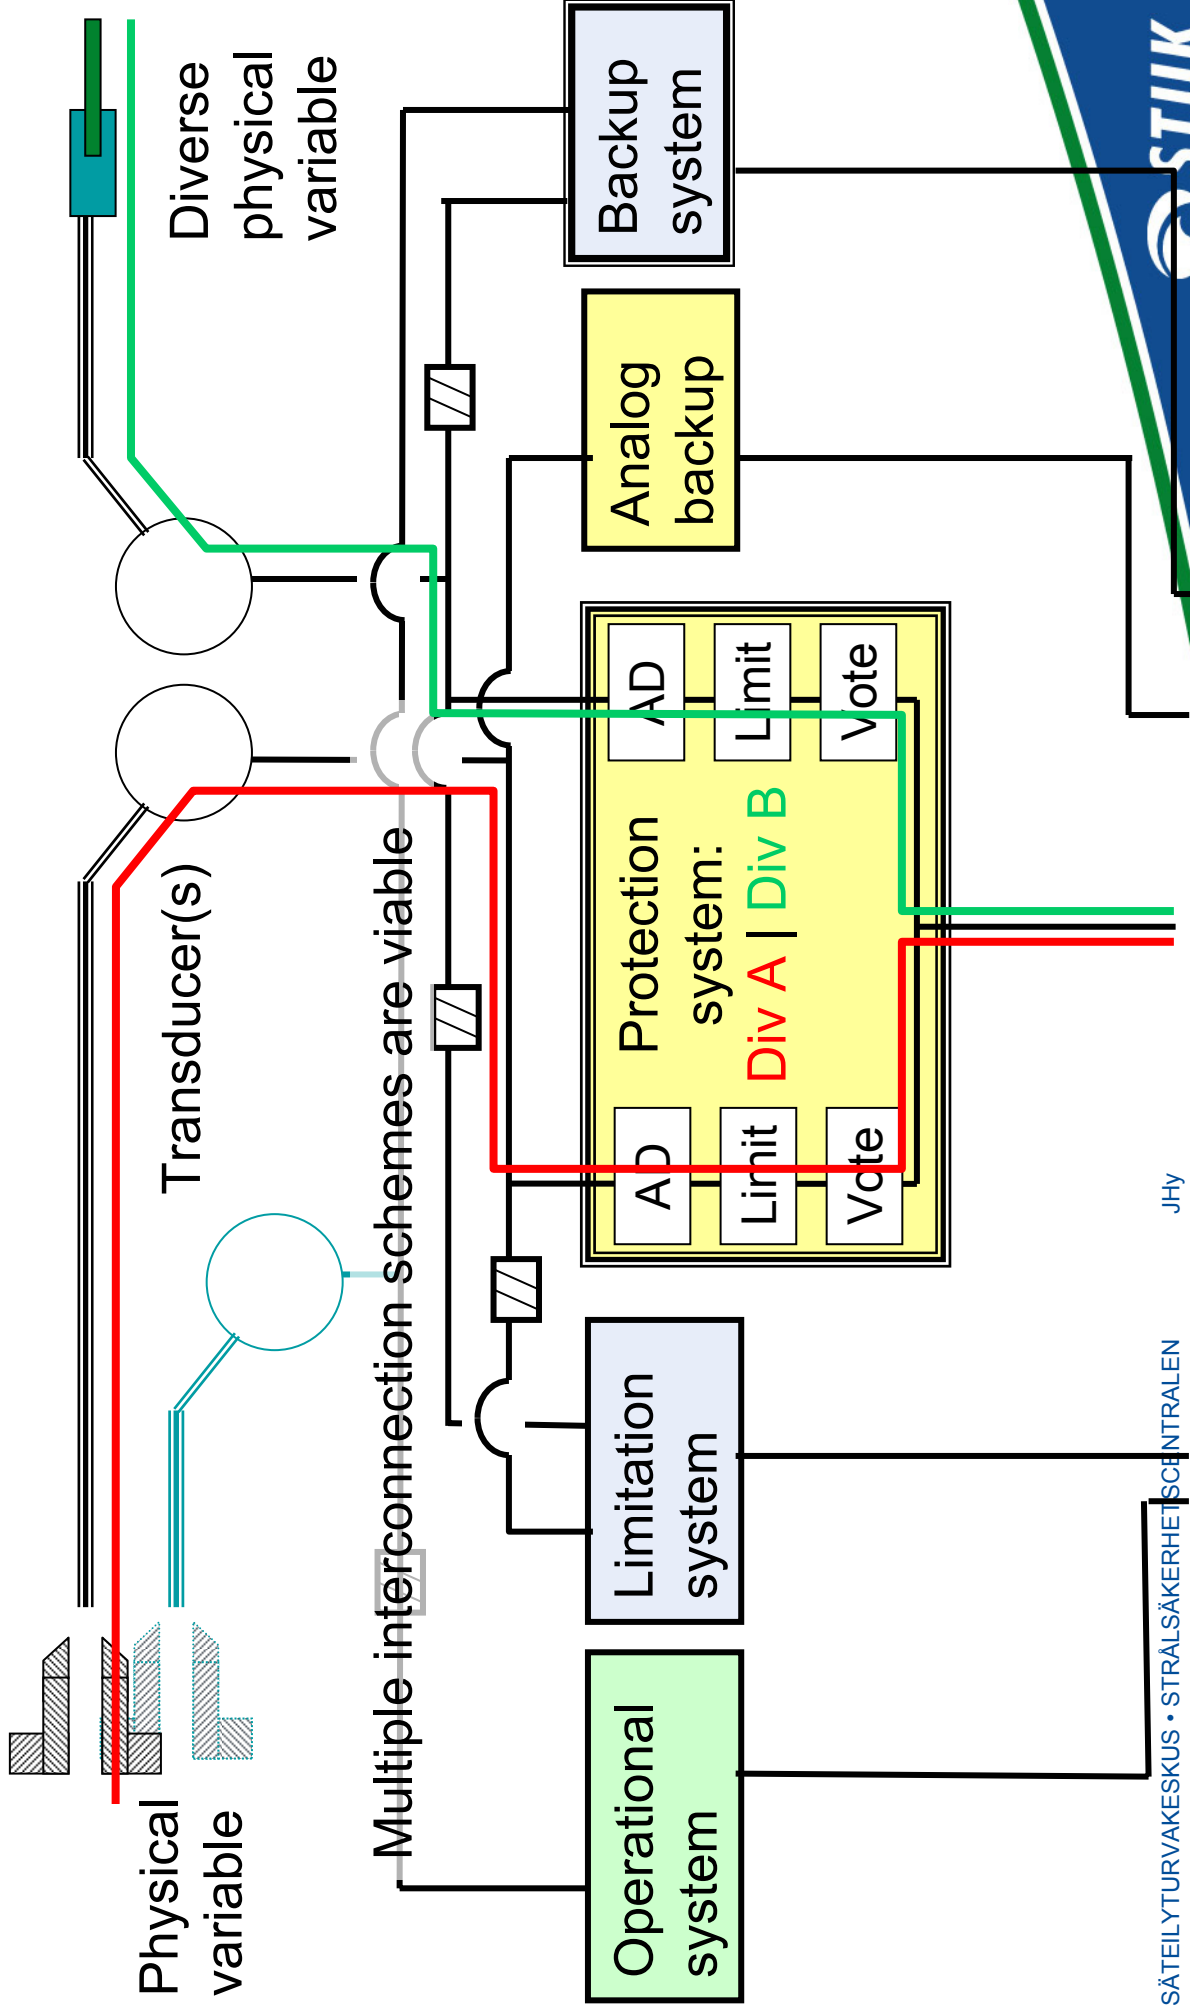 Physical
variable
Transducer(s)
Diverse
physical
variable
Multiple interconnection schemes are viable
Operational
system
Limitation
system
Protection
system:
Div A | Div B
AD
Limit
Vote
AD
Limit
Vote
Analog
backup
Backup
system
SÄTEILYTURVAKESKUS • STRÅLSÄKERHETSCENTRALEN
JHy
STUK